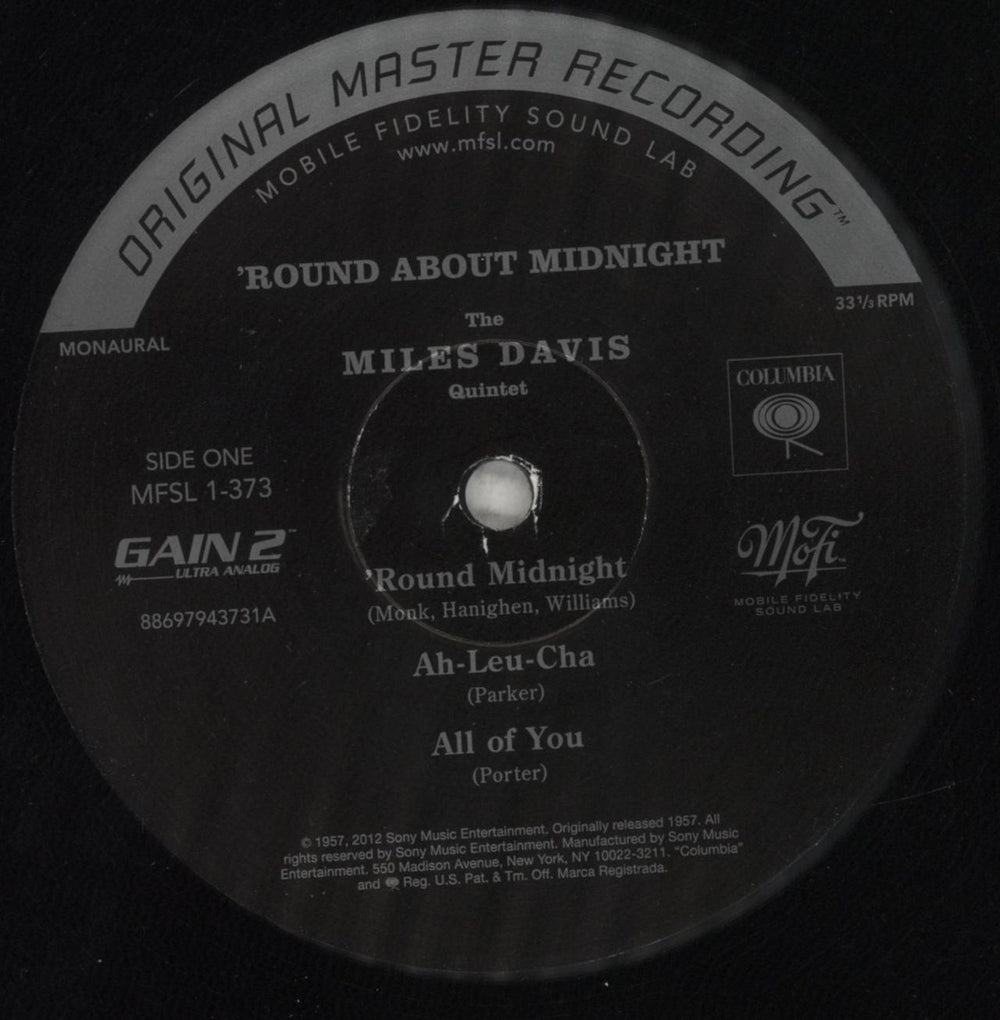 ORIGINAL MASTER RECORDING™
MOBILE FIDELITY SOUND LAB
www.mfsl.com
'ROUND ABOUT MIDNIGHT
33 1/3 RPM
MONAURAL
The
MILES DAVIS
Quintet
COLUMBIA
SIDE ONE
MFSL 1-373
GAIN 2™
ULTRA ANALOG
88697943731A
MoFi™
MOBILE FIDELITY
SOUND LAB
'Round Midnight
(Monk, Hanighen, Williams)
Ah-Leu-Cha
(Parker)
All of You
(Porter)
© 1957, 2012 Sony Music Entertainment. Originally released 1957. All
rights reserved by Sony Music Entertainment. Manufactured by Sony Music
Entertainment. 550 Madison Avenue, New York, NY 10022-3211. "Columbia"
and Reg. U.S. Pat. & Tm. Off. Marca Registrada.